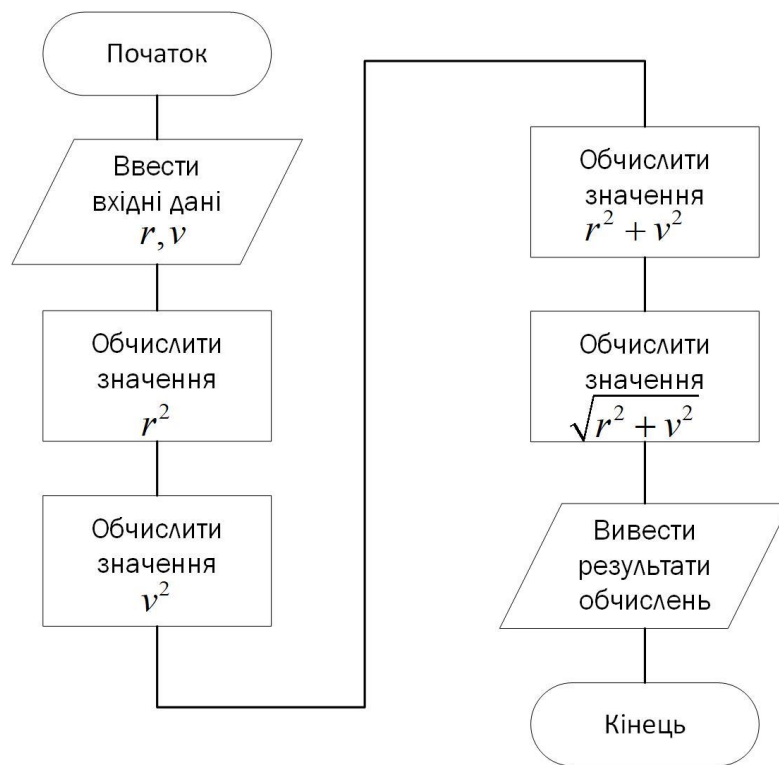 Початок
Ввести
вхідні дані
r, v
Обчислити
значення
r²
Обчислити
значення
v²
Обчислити
значення
r² + v²
Обчислити
значення
√(r² + v²)
Вивести
результати
обчислень
Кінець